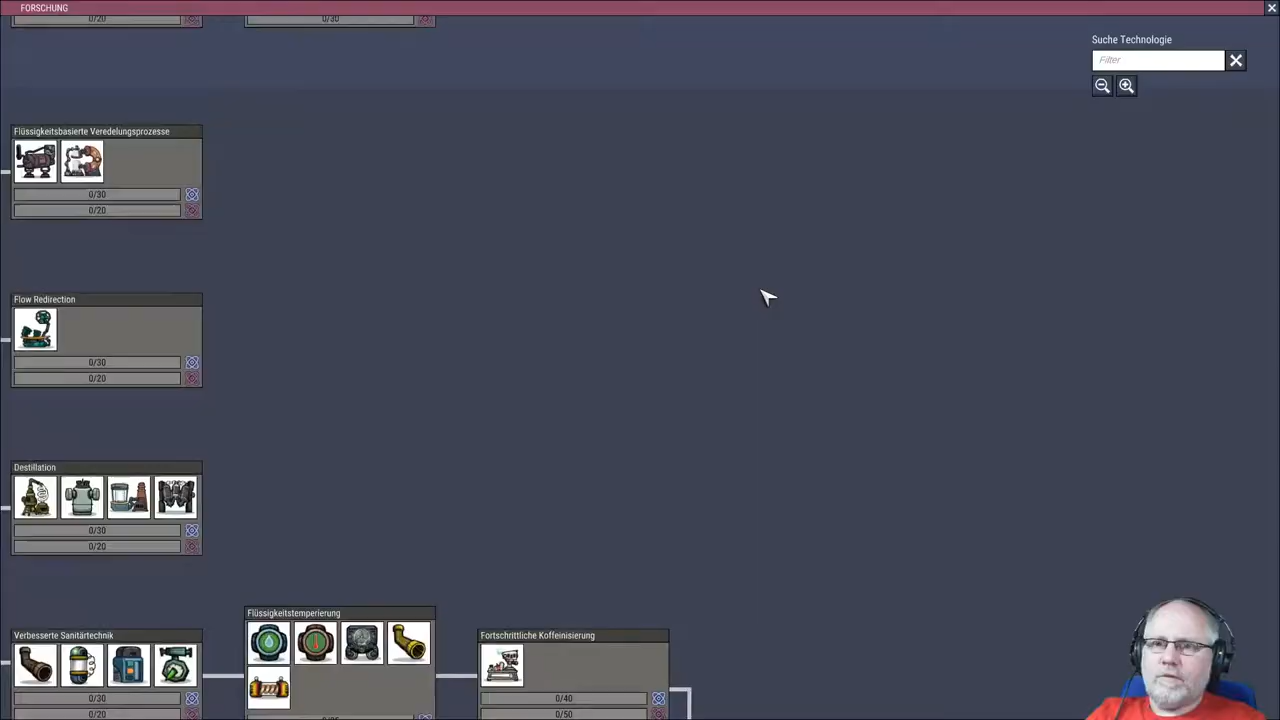 FORSCHUNG
0/20
0/30
Suche Technologie
Filter
Flüssigkeitsbasierte Veredelungsprozesse
0/30
0/20
Flow Redirection
0/30
0/20
Destillation
0/30
0/20
Flüssigkeitstemperierung
Verbesserte Sanitärtechnik
Fortschrittliche Koffeinisierung
0/30
0/40
0/20
0/50